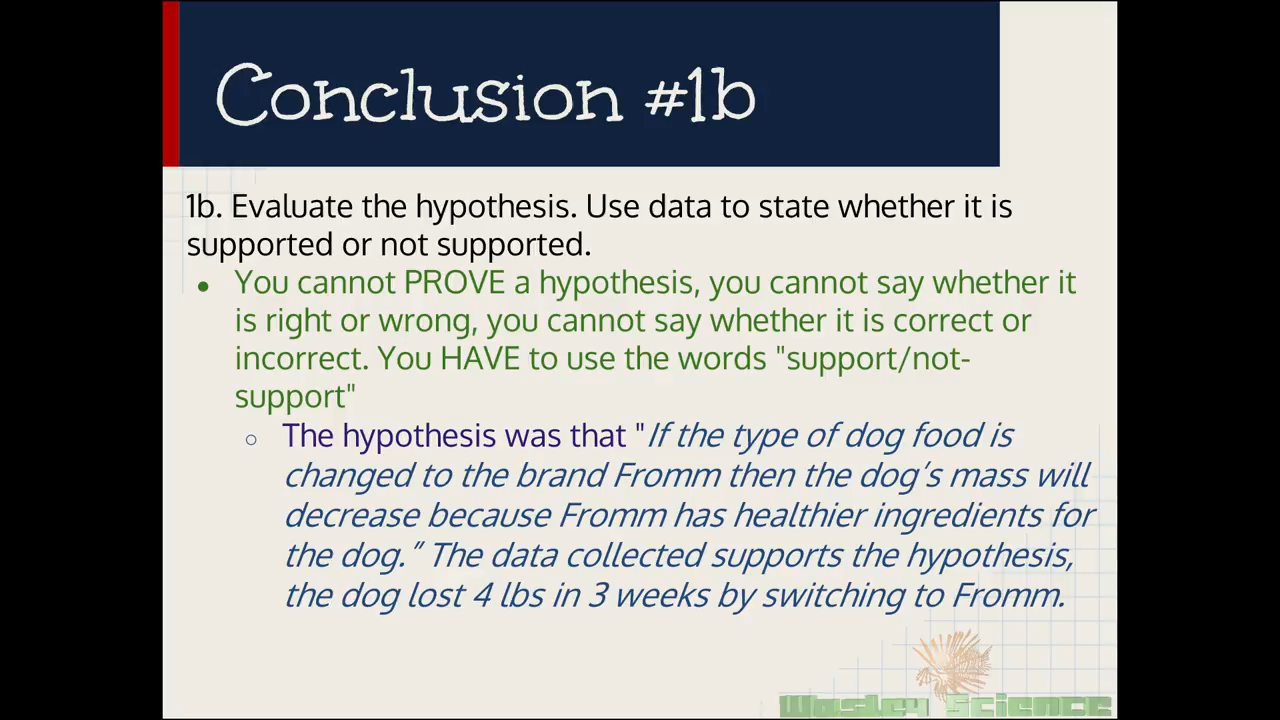 Conclusion #1b
1b. Evaluate the hypothesis. Use data to state whether it is
supported or not supported.
● You cannot PROVE a hypothesis, you cannot say whether it
is right or wrong, you cannot say whether it is correct or
incorrect. You HAVE to use the words "support/not-
support"
○ The hypothesis was that "If the type of dog food is
changed to the brand Fromm then the dog's mass will
decrease because Fromm has healthier ingredients for
the dog." The data collected supports the hypothesis,
the dog lost 4 lbs in 3 weeks by switching to Fromm.
Wasley Science